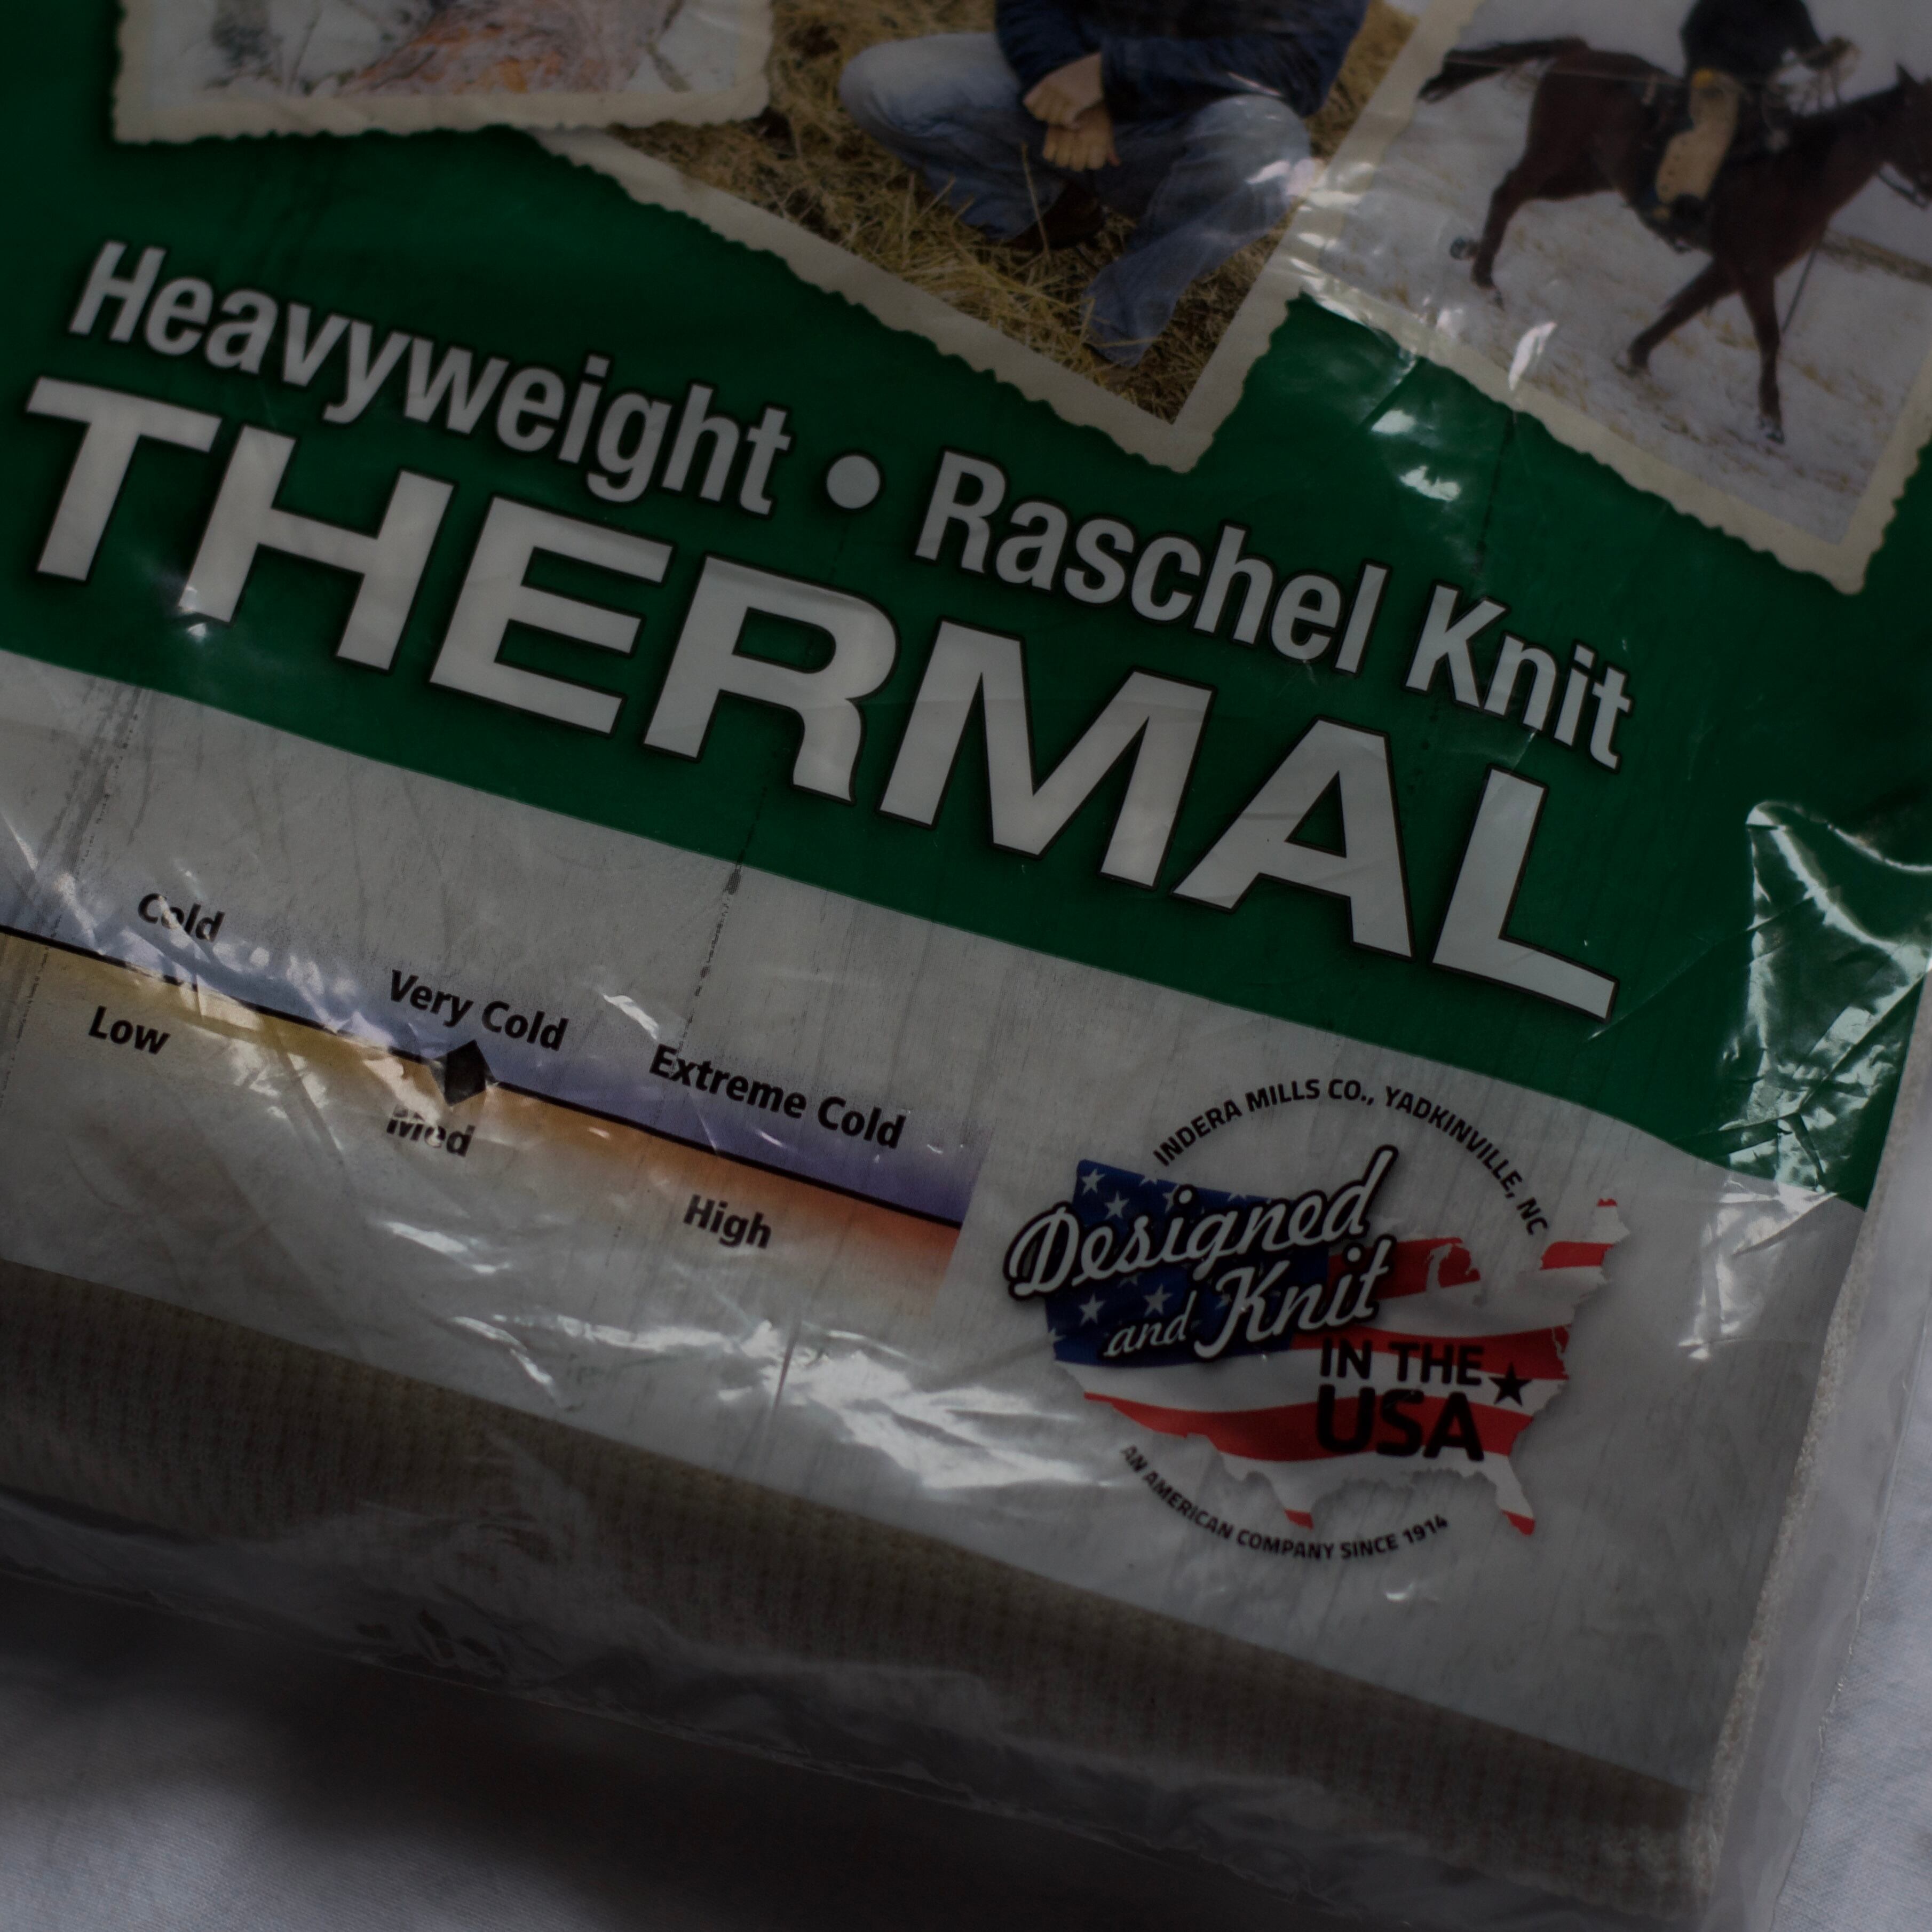 Heavyweight • Raschel Knit
THERMAL
Cold
Very Cold
Extreme Cold
Low
Med
High
INDERA MILLS CO., YADKINVILLE, NC
Designed
and Knit
IN THE
USA
AN AMERICAN COMPANY SINCE 1914